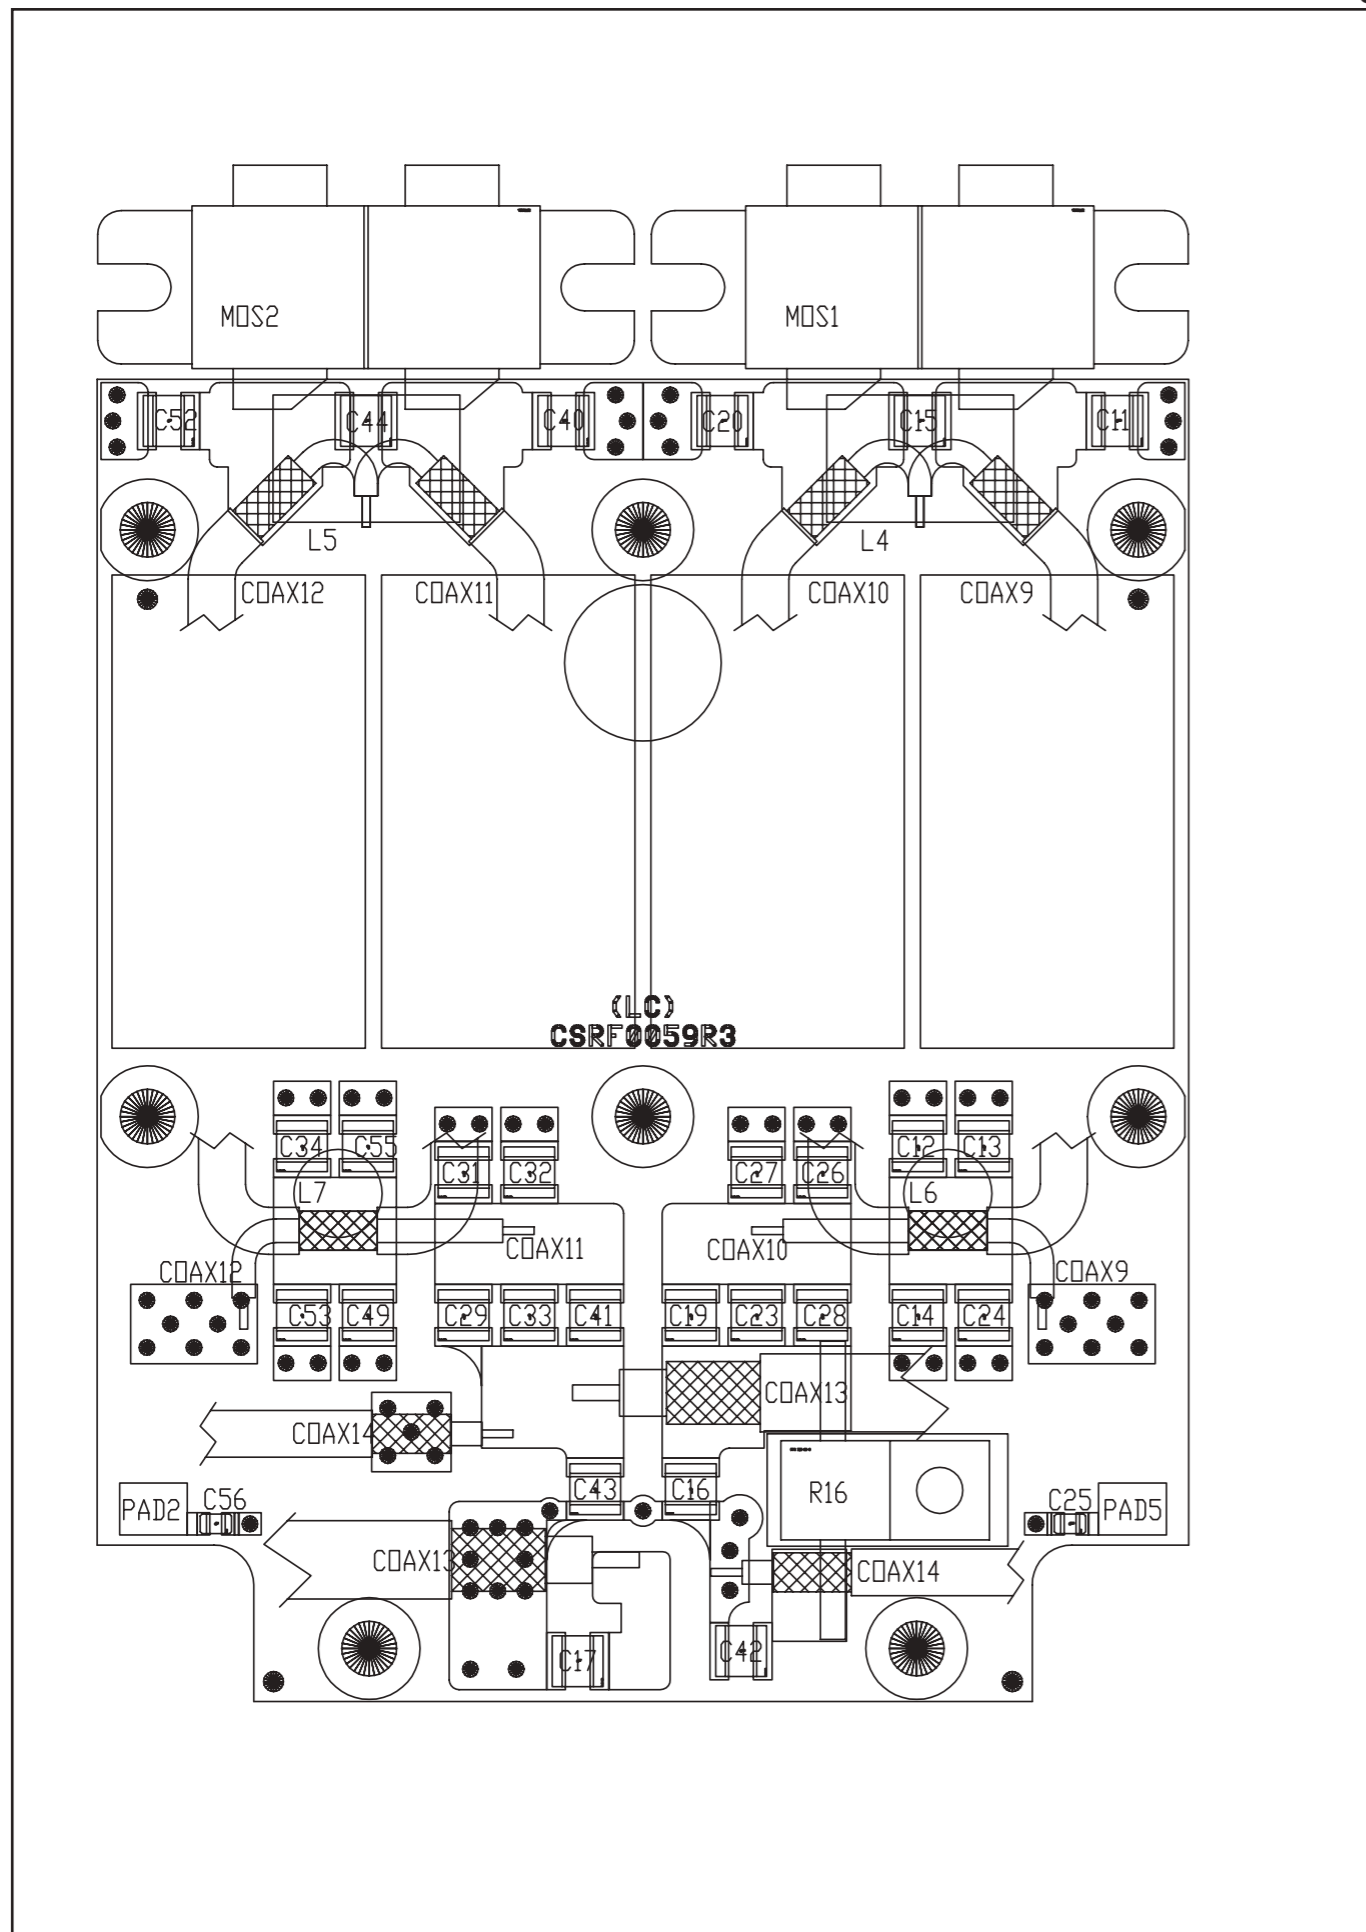 MOS2 MOS1
C52 C44 C40 C20 C15 C11
L5 L4
COAX12 COAX11 COAX10 COAX9
(LC)
CSRF0059R3
C34 C55 C12 C13
C31 C32 C27 C26
L7 L6
COAX11 COAX10
COAX12 COAX9
C53 C49 C29 C33 C41 C19 C23 C28 C14 C24
COAX13
COAX14
C43 C16 R16
PAD2 C56 C25 PAD5
COAX13 COAX14
C17 C42